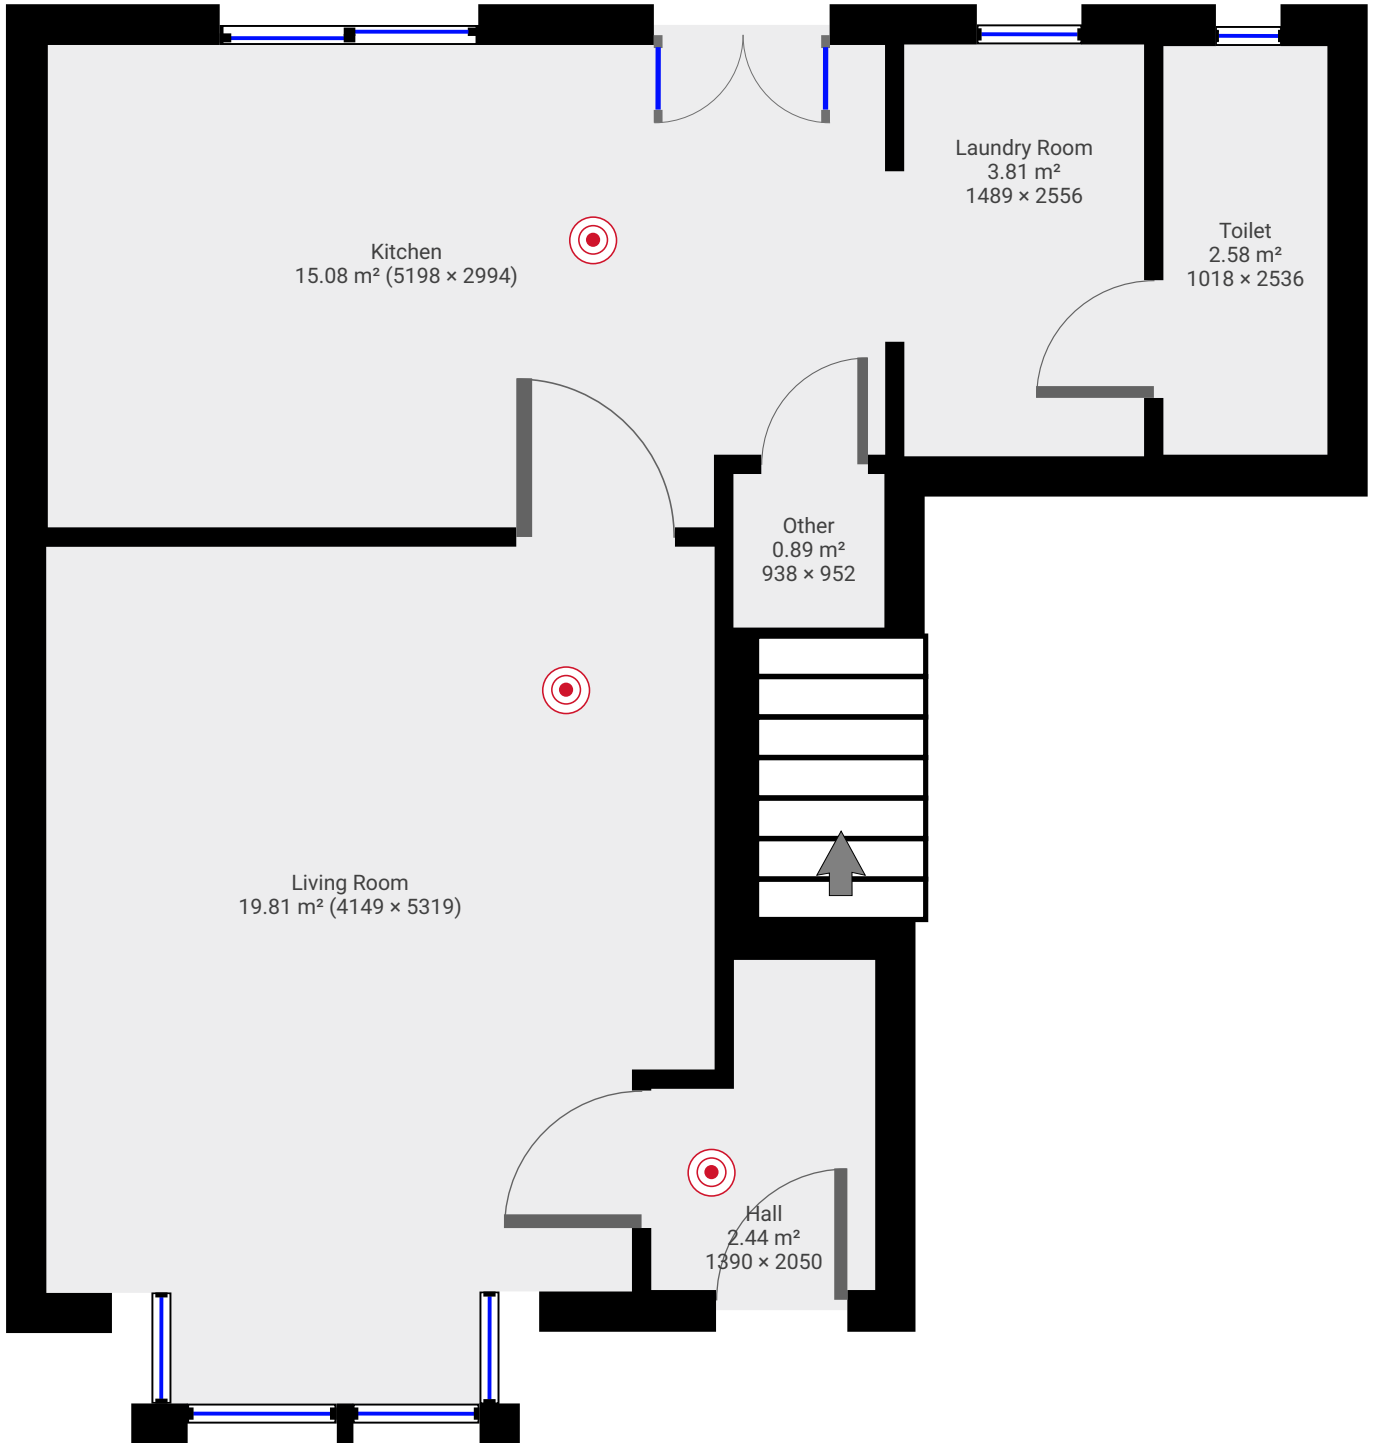 Laundry Room
3.81 m²
1489 × 2556
Toilet
2.58 m²
1018 × 2536
Kitchen
15.08 m² (5198 × 2994)
Other
0.89 m²
938 × 952
Living Room
19.81 m² (4149 × 5319)
Hall
2.44 m²
1390 × 2050